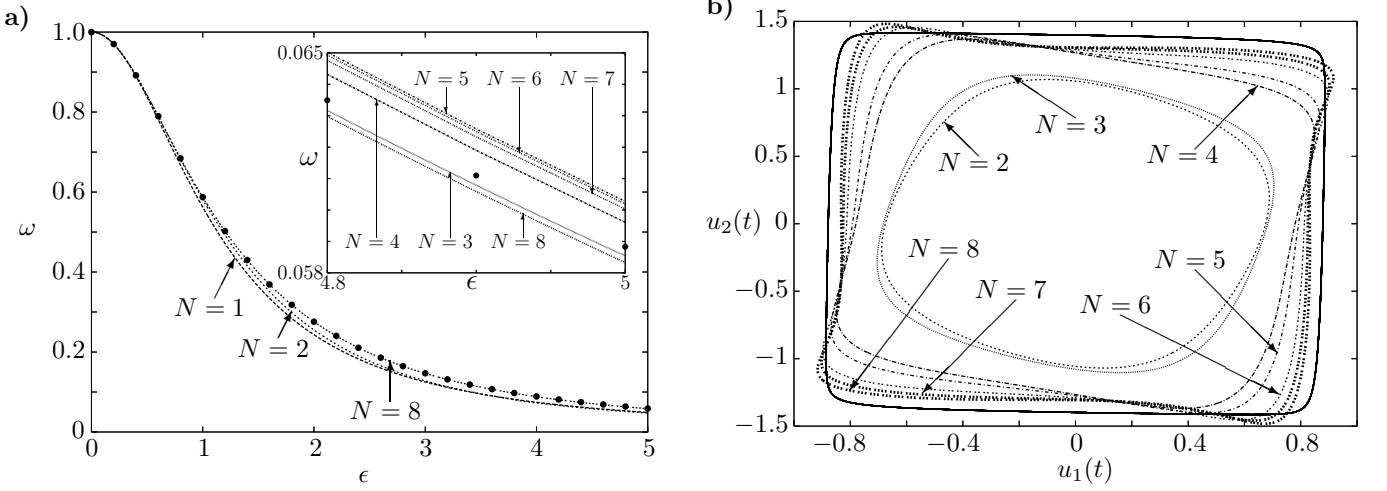 a)
1.0
0.8
0.6
0.4
0.2
0
ω
0 1 2 3 4 5
ϵ
N = 1
N = 2
N = 8
0.065
0.058
ω
4.8 ϵ 5
N = 5 N = 6 N = 7
N = 4 N = 3 N = 8
b)
1.5
1
0.5
0
−0.5
−1
−1.5
u2(t)
−0.8 −0.4 0 0.4 0.8
u1(t)
N = 3
N = 2
N = 4
N = 8
N = 7
N = 5
N = 6